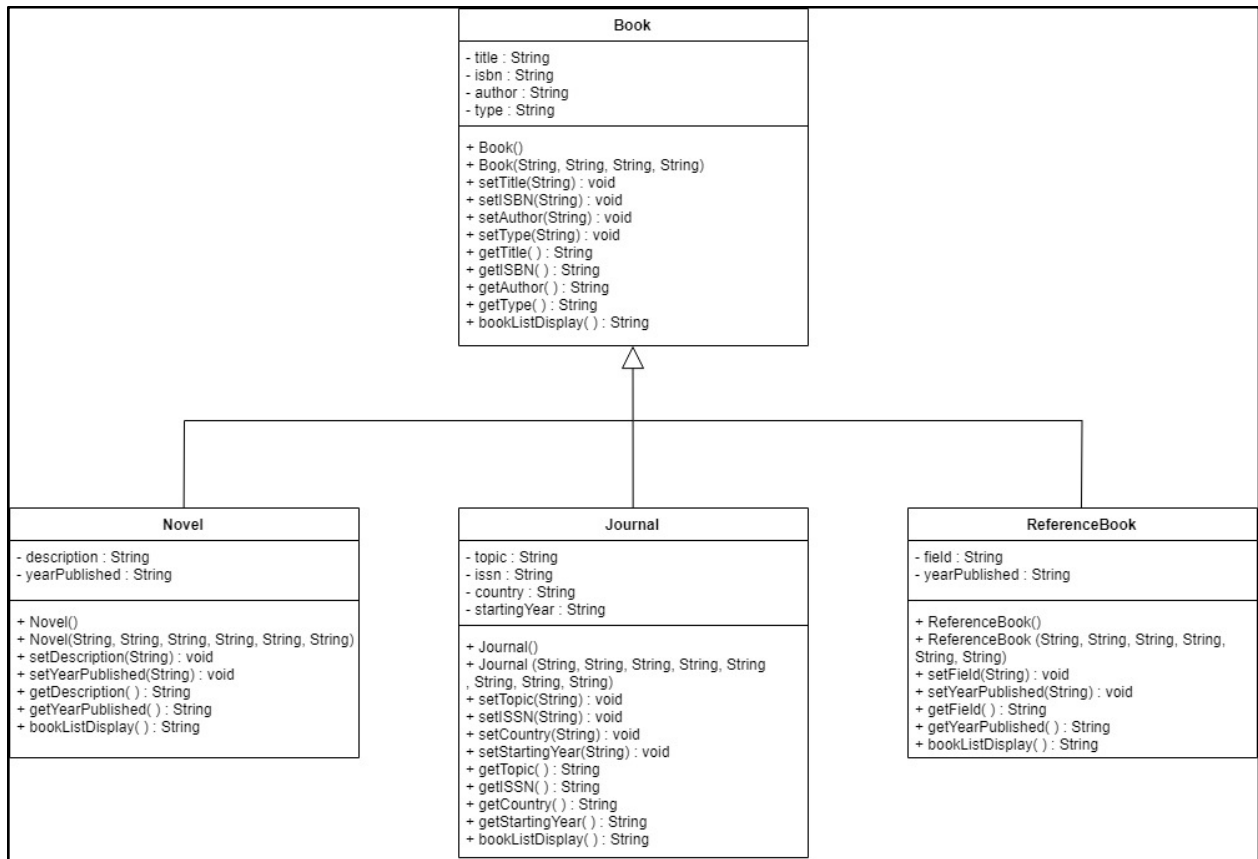 Book
- title : String
- isbn : String
- author : String
- type : String
+ Book()
+ Book(String, String, String, String)
+ setTitle(String) : void
+ setISBN(String) : void
+ setAuthor(String) : void
+ setType(String) : void
+ getTitle( ) : String
+ getISBN( ) : String
+ getAuthor( ) : String
+ getType( ) : String
+ bookListDisplay( ) : String
Novel
- description : String
- yearPublished : String
+ Novel()
+ Novel(String, String, String, String, String, String)
+ setDescription(String) : void
+ setYearPublished(String) : void
+ getDescription( ) : String
+ getYearPublished( ) : String
+ bookListDisplay( ) : String
Journal
- topic : String
- issn : String
- country : String
- startingYear : String
+ Journal()
+ Journal (String, String, String, String, String
, String, String, String)
+ setTopic(String) : void
+ setISSN(String) : void
+ setCountry(String) : void
+ setStartingYear(String) : void
+ getTopic( ) : String
+ getISSN( ) : String
+ getCountry( ) : String
+ getStartingYear( ) : String
+ bookListDisplay( ) : String
ReferenceBook
- field : String
- yearPublished : String
+ ReferenceBook()
+ ReferenceBook (String, String, String, String,
String, String)
+ setField(String) : void
+ setYearPublished(String) : void
+ getField( ) : String
+ getYearPublished( ) : String
+ bookListDisplay( ) : String